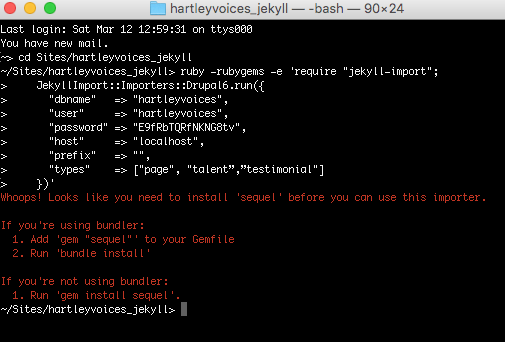 hartleyvoices_jekyll — -bash — 90×24
Last login: Sat Mar 12 12:59:31 on ttys000
You have new mail.
~> cd Sites/hartleyvoices_jekyll
~/Sites/hartleyvoices_jekyll> ruby -rubygems -e 'require "jekyll-import";
>     JekyllImport::Importers::Drupal6.run({
>       "dbname"   => "hartleyvoices",
>       "user"     => "hartleyvoices",
>       "password" => "E9fRbTQRfNKNG8tv",
>       "host"     => "localhost",
>       "prefix"   => "",
>       "types"    => ["page", "talent”,”testimonial"]
>     })'
Whoops! Looks like you need to install 'sequel' before you can use this importer.
If you're using bundler:
  1. Add 'gem "sequel"' to your Gemfile
  2. Run 'bundle install'
If you're not using bundler:
  1. Run 'gem install sequel'.
~/Sites/hartleyvoices_jekyll>